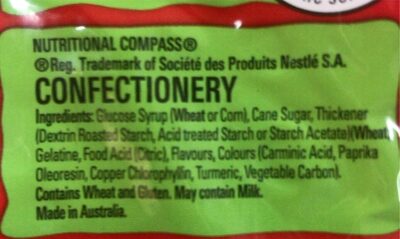 NUTRITIONAL COMPASS®
®Reg. Trademark of Société des Produits Nestlé S.A.
CONFECTIONERY
Ingredients: Glucose Syrup (Wheat or Corn), Cane Sugar, Thickener
(Dextrin Roasted Starch, Acid treated Starch or Starch Acetate)(Wheat,
Gelatine, Food Acid (Citric), Flavours, Colours (Carminic Acid, Paprika
Oleoresin, Copper Chlorophyllin, Turmeric, Vegetable Carbon).
Contains Wheat and Gluten. May contain Milk.
Made in Australia.